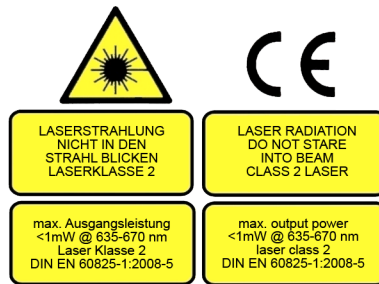 CE
LASERSTRAHLUNG
NICHT IN DEN
STRAHL BLICKEN
LASERKLASSE 2
LASER RADIATION
DO NOT STARE
INTO BEAM
CLASS 2 LASER
max. Ausgangsleistung
<1mW @ 635-670 nm
Laser Klasse 2
DIN EN 60825-1:2008-5
max. output power
<1mW @ 635-670 nm
laser class 2
DIN EN 60825-1:2008-5